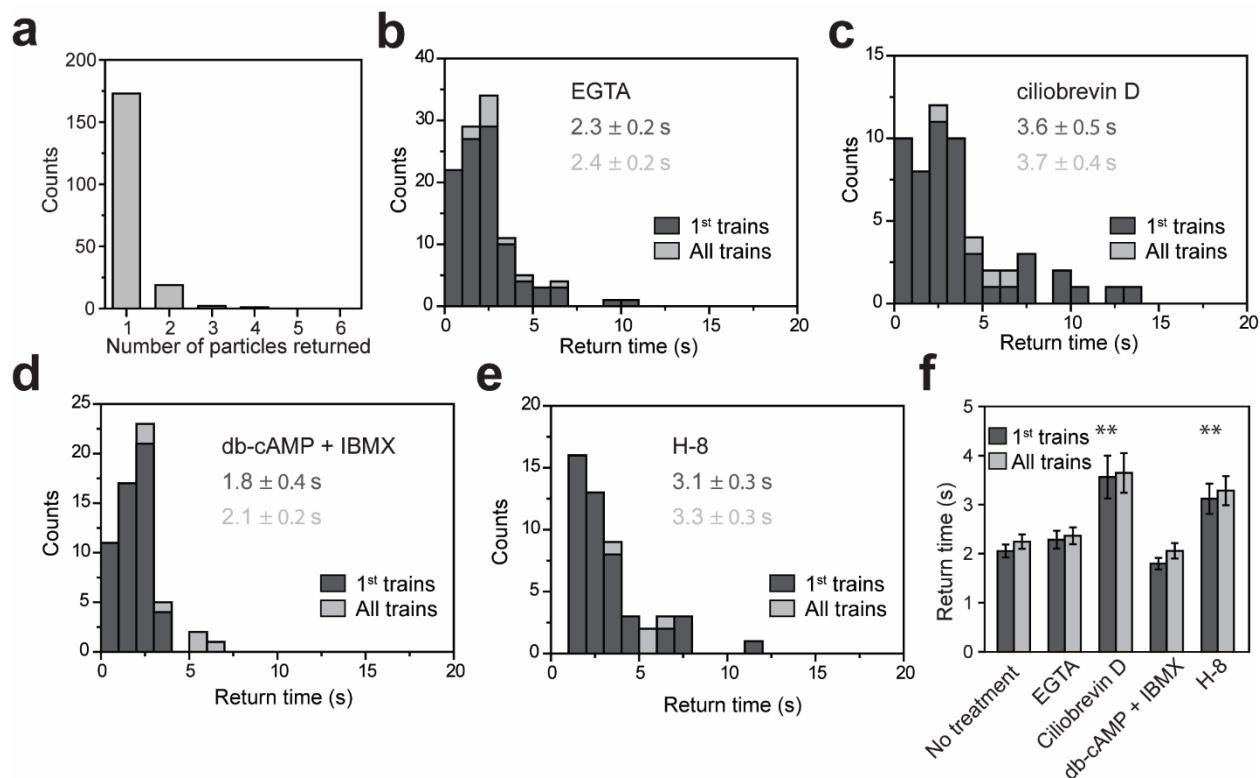 a
200
150
100
50
0
Counts
1 2 3 4 5 6
Number of particles returned
b
40
30
20
10
0
Counts
EGTA
2.3 ± 0.2 s
2.4 ± 0.2 s
1st trains
All trains
0 5 10 15 20
Return time (s)
c
15
10
5
0
Counts
ciliobrevin D
3.6 ± 0.5 s
3.7 ± 0.4 s
1st trains
All trains
0 5 10 15 20
Return time (s)
d
25
20
15
10
5
0
Counts
db-cAMP + IBMX
1.8 ± 0.4 s
2.1 ± 0.2 s
1st trains
All trains
0 5 10 15 20
Return time (s)
e
20
15
10
5
0
Counts
H-8
3.1 ± 0.3 s
3.3 ± 0.3 s
1st trains
All trains
0 5 10 15 20
Return time (s)
f
5
4
3
2
1
0
Return time (s)
1st trains
All trains
** **
No treatment
EGTA
Ciliobrevin D
db-cAMP + IBMX
H-8